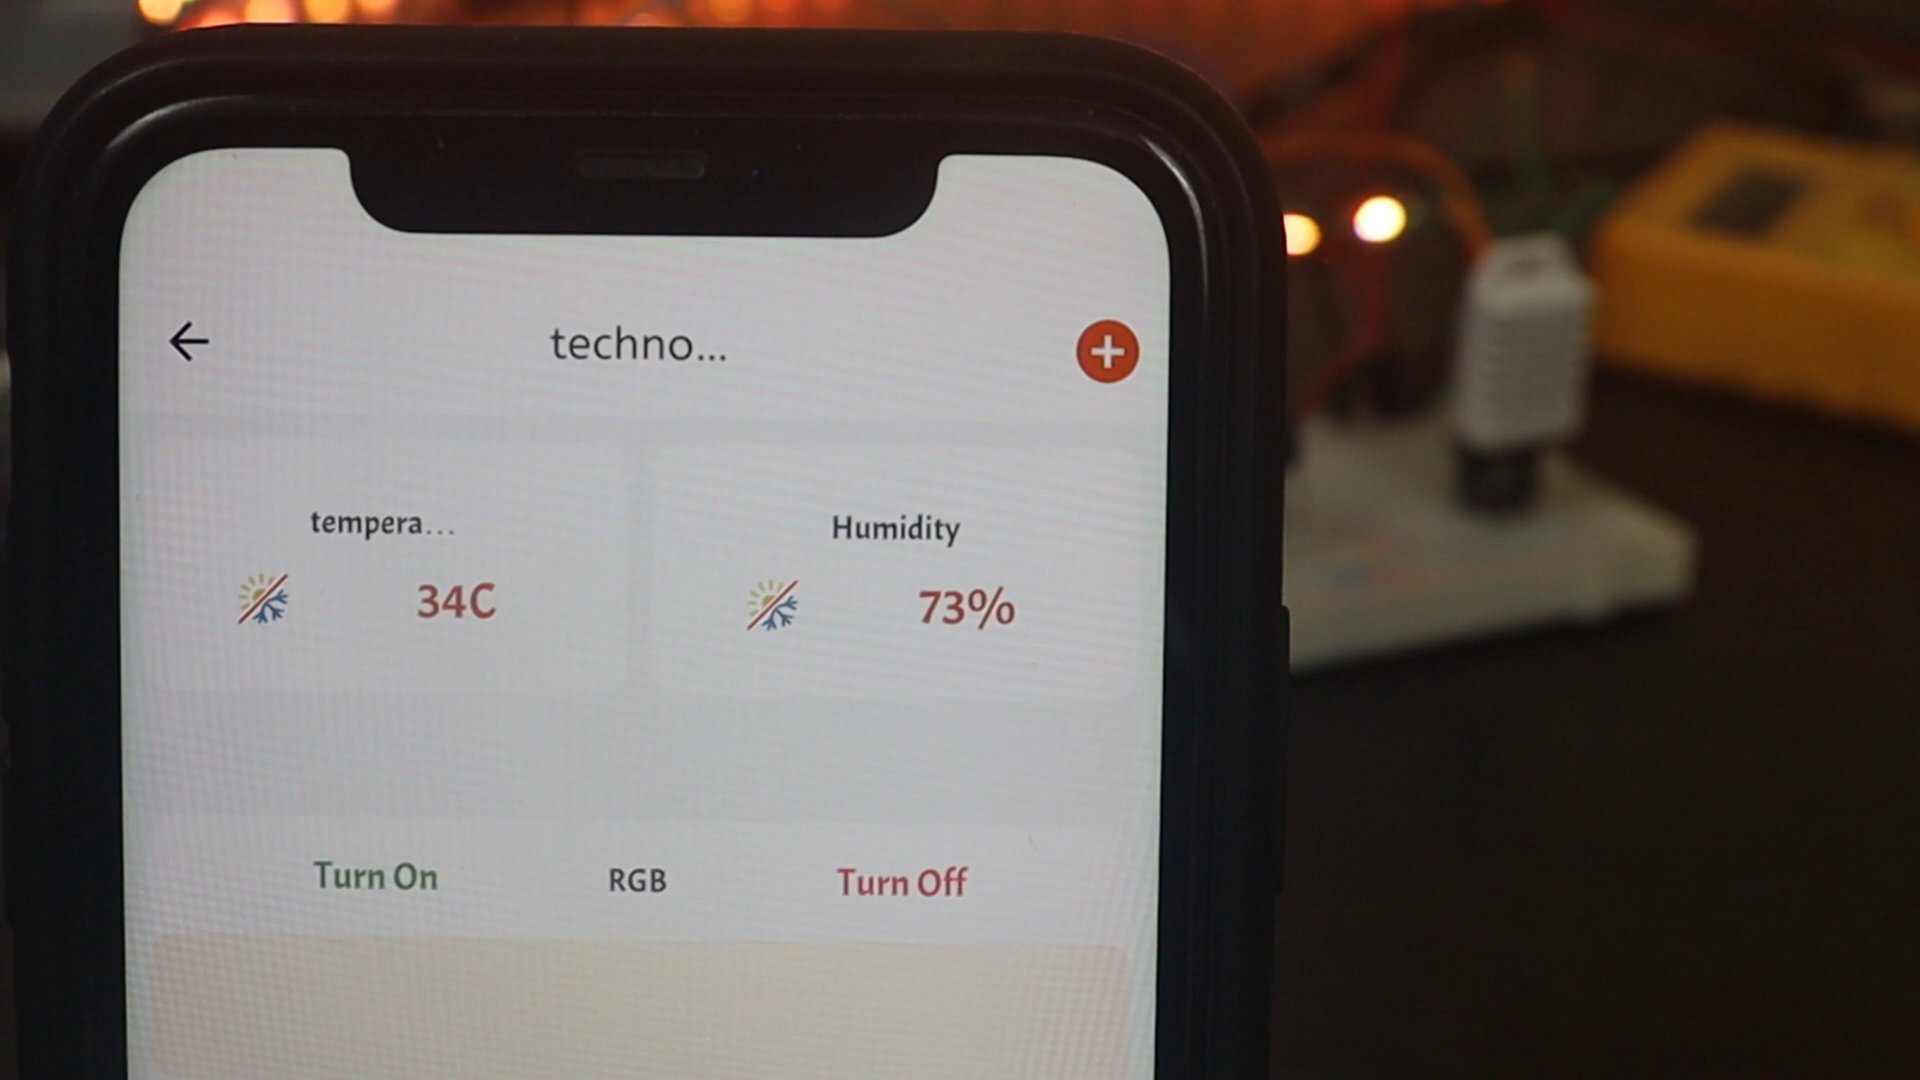 techno...
tempera... Humidity
34C 73%
Turn On RGB Turn Off